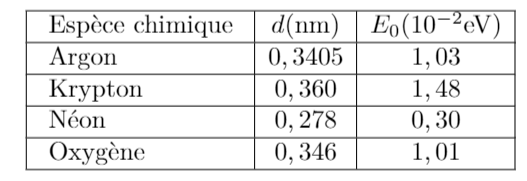 Espèce chimique d(nm) E₀(10⁻²eV)
Argon 0,3405 1,03
Krypton 0,360 1,48
Néon 0,278 0,30
Oxygène 0,346 1,01